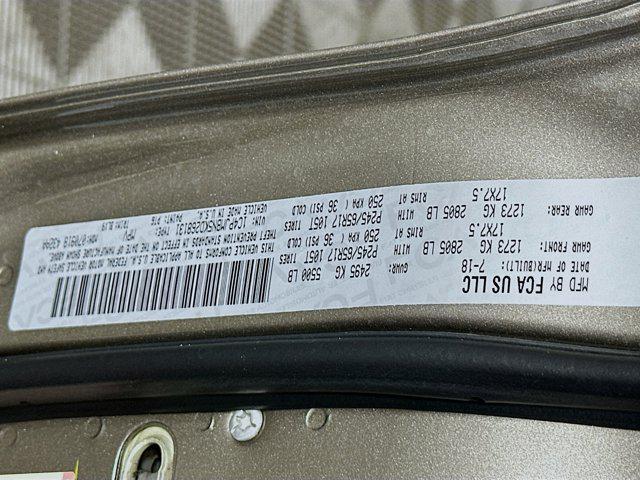 MFD BY FCA US LLC
DATE OF MFR(BUILT): 7-18
GVWR: 2495 KG 5500 LB
GAWR FRONT: 1273 KG 2805 LB WITH P245/65R17 105T TIRES
17X7.5 RIMS AT 250 KPA( 36 PSI) COLD
GAWR REAR: 1273 KG 2805 LB WITH P245/65R17 105T TIRES
17X7.5 RIMS AT 250 KPA( 36 PSI) COLD
THIS VEHICLE CONFORMS TO ALL APPLICABLE U.S.A. FEDERAL MOTOR VEHICLE SAFETY
THEFT PREVENTION STANDARDS IN EFFECT ON THE DATE OF MANUFACTURE SHOWN ABOVE.
TYPE: MPV
VEHICLE MADE IN U.S.A.
PAINT:
TRIM: